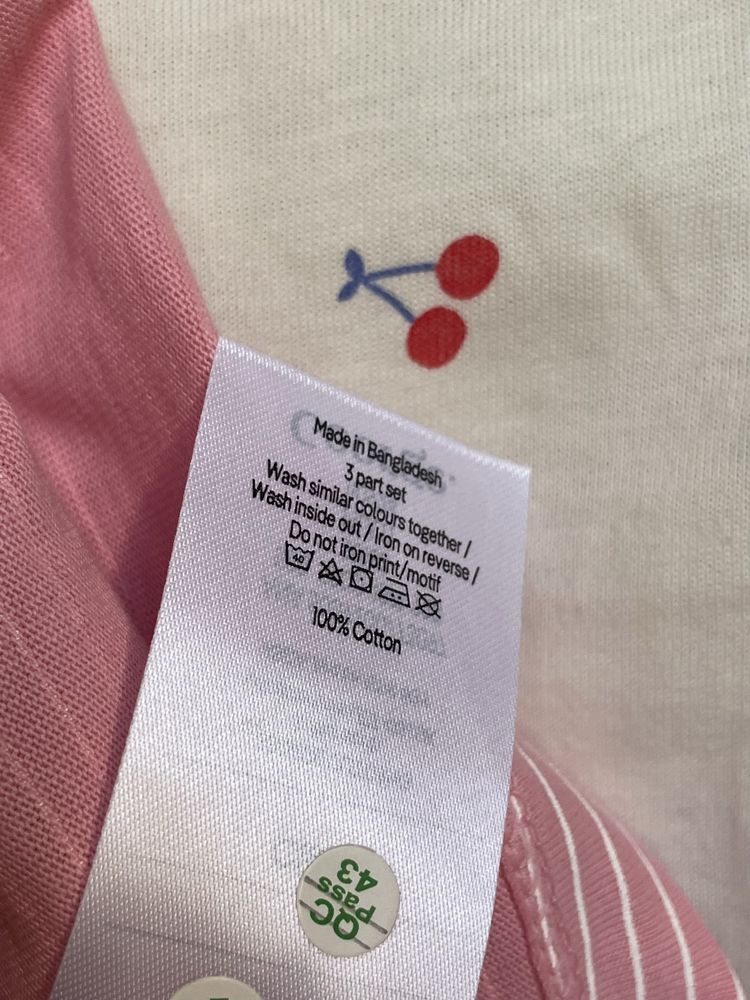 Made in Bangladesh
3 part set
Wash similar colours together /
Wash inside out / Iron on reverse /
Do not iron print/motif
40
100% Cotton
QC
Pass
43